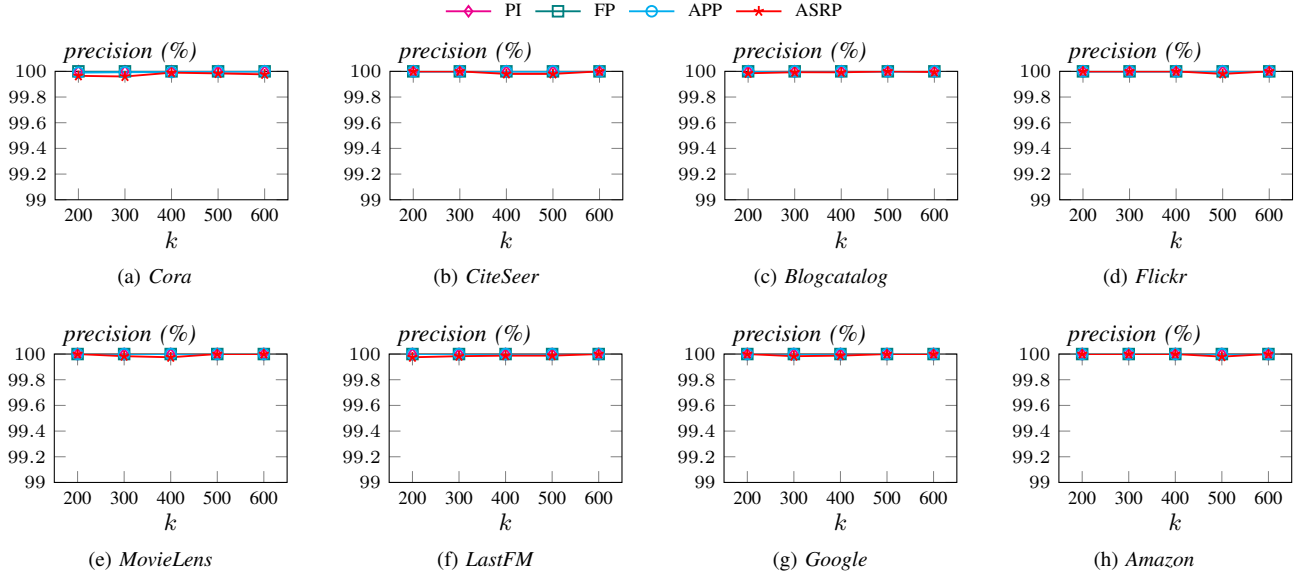 PI FP APP ASRP
precision (%) precision (%) precision (%) precision (%)
100 100 100 100
99.8 99.8 99.8 99.8
99.6 99.6 99.6 99.6
99.4 99.4 99.4 99.4
99.2 99.2 99.2 99.2
99 99 99 99
200 300 400 500 600 200 300 400 500 600 200 300 400 500 600 200 300 400 500 600
k k k k
(a) Cora (b) CiteSeer (c) Blogcatalog (d) Flickr
precision (%) precision (%) precision (%) precision (%)
100 100 100 100
99.8 99.8 99.8 99.8
99.6 99.6 99.6 99.6
99.4 99.4 99.4 99.4
99.2 99.2 99.2 99.2
99 99 99 99
200 300 400 500 600 200 300 400 500 600 200 300 400 500 600 200 300 400 500 600
k k k k
(e) MovieLens (f) LastFM (g) Google (h) Amazon